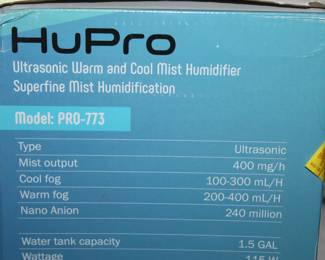 HuPro
Ultrasonic Warm and Cool Mist Humidifier
Superfine Mist Humidification
Model: PRO-773
Type Ultrasonic
Mist output 400 mg/h
Cool fog 100-300 mL/H
Warm fog 200-400 mL/H
Nano Anion 240 million
Water tank capacity 1.5 GAL
Wattage 115 W